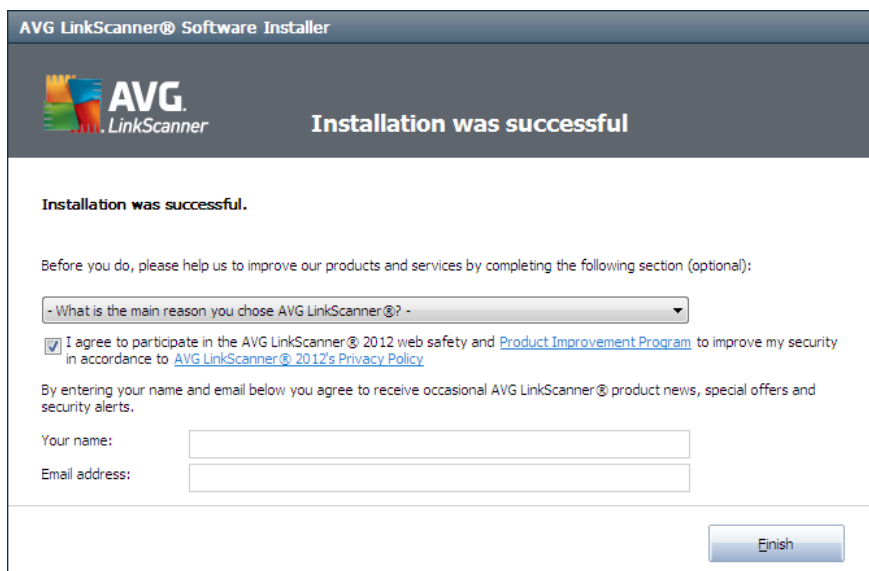 AVG LinkScanner® Software Installer
AVG.
LinkScanner
Installation was successful
Installation was successful.
Before you do, please help us to improve our products and services by completing the following section (optional):
- What is the main reason you chose AVG LinkScanner®? -
I agree to participate in the AVG LinkScanner® 2012 web safety and Product Improvement Program to improve my security
in accordance to AVG LinkScanner® 2012's Privacy Policy
By entering your name and email below you agree to receive occasional AVG LinkScanner® product news, special offers and
security alerts.
Your name:
Email address:
Finish